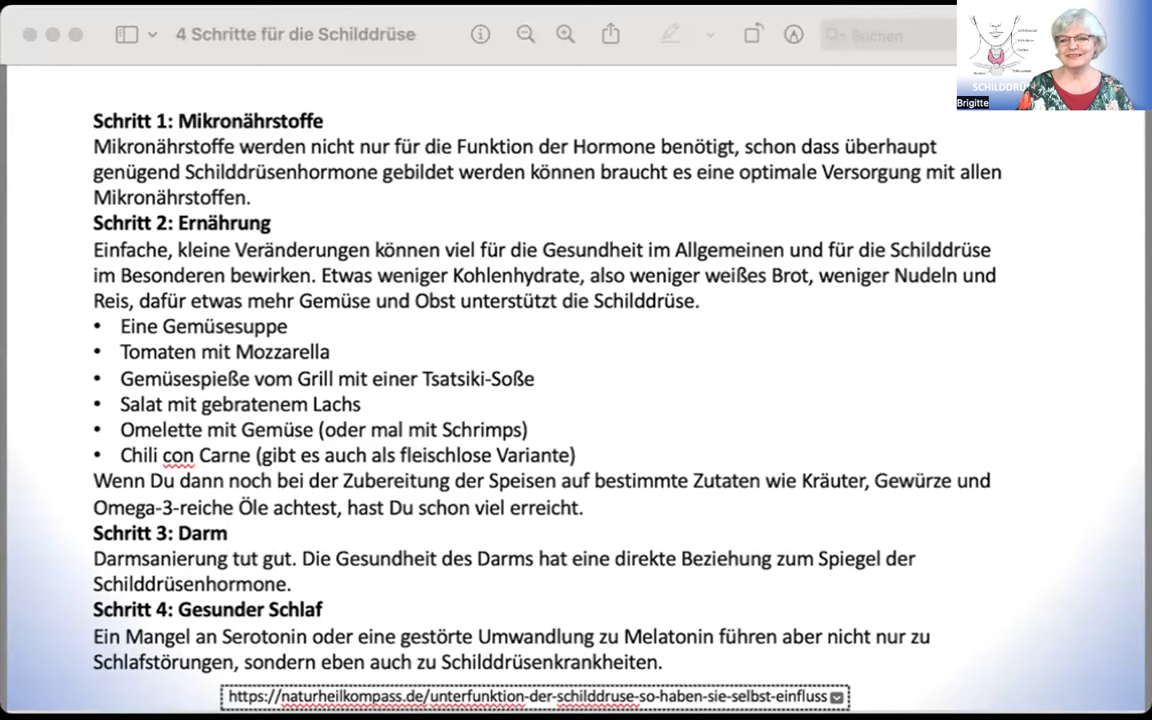 4 Schritte für die Schilddrüse
Suchen
SCHILDDRÜ
Brigitte
Schritt 1: Mikronährstoffe
Mikronährstoffe werden nicht nur für die Funktion der Hormone benötigt, schon dass überhaupt
genügend Schilddrüsenhormone gebildet werden können braucht es eine optimale Versorgung mit allen
Mikronährstoffen.
Schritt 2: Ernährung
Einfache, kleine Veränderungen können viel für die Gesundheit im Allgemeinen und für die Schilddrüse
im Besonderen bewirken. Etwas weniger Kohlenhydrate, also weniger weißes Brot, weniger Nudeln und
Reis, dafür etwas mehr Gemüse und Obst unterstützt die Schilddrüse.
• Eine Gemüsesuppe
• Tomaten mit Mozzarella
• Gemüsespieße vom Grill mit einer Tsatsiki-Soße
• Salat mit gebratenem Lachs
• Omelette mit Gemüse (oder mal mit Schrimps)
• Chili con Carne (gibt es auch als fleischlose Variante)
Wenn Du dann noch bei der Zubereitung der Speisen auf bestimmte Zutaten wie Kräuter, Gewürze und
Omega-3-reiche Öle achtest, hast Du schon viel erreicht.
Schritt 3: Darm
Darmsanierung tut gut. Die Gesundheit des Darms hat eine direkte Beziehung zum Spiegel der
Schilddrüsenhormone.
Schritt 4: Gesunder Schlaf
Ein Mangel an Serotonin oder eine gestörte Umwandlung zu Melatonin führen aber nicht nur zu
Schlafstörungen, sondern eben auch zu Schilddrüsenkrankheiten.
https://naturheilkompass.de/unterfunktion-der-schilddruse-so-haben-sie-selbst-einfluss